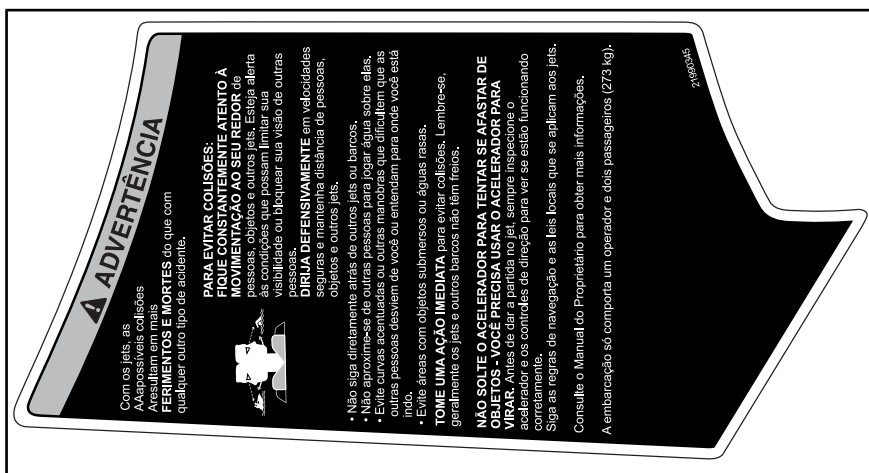 ADVERTÊNCIA
Com os jets, as
AApossíveis colisões
Aresultam em mais
FERIMENTOS E MORTES do que com
qualquer outro tipo de acidente.
PARA EVITAR COLISÕES:
FIQUE CONSTANTEMENTE ATENTO À
MOVIMENTAÇÃO AO SEU REDOR de
pessoas, objetos e outros jets. Esteja alerta
às condições que possam limitar sua
visibilidade ou bloquear sua visão de outras
pessoas.
DIRIJA DEFENSIVAMENTE em velocidades
seguras e mantenha distância de pessoas,
objetos e outros jets.
• Não siga diretamente atrás de outros jets ou barcos.
• Não aproxime-se de outras pessoas para jogar água sobre elas.
• Evite curvas acentuadas ou outras manobras que dificultem que as
outras pessoas desviem de você ou entendam para onde você está
indo.
• Evite áreas com objetos submersos ou águas rasas.
TOME UMA AÇÃO IMEDIATA para evitar colisões. Lembre-se,
geralmente os jets e outros barcos não têm freios.
NÃO SOLTE O ACELERADOR PARA TENTAR SE AFASTAR DE
OBJETOS - VOCÊ PRECISA USAR O ACELERADOR PARA
VIRAR. Antes de dar a partida no jet, sempre inspecione o
acelerador e os controles de direção para ver se estão funcionando
corretamente.
Siga as regras de navegação e as leis locais que se aplicam aos jets.
Consulte o Manual do Proprietário para obter mais informações.
A embarcação só comporta um operador e dois passageiros (273 kg).
21990345